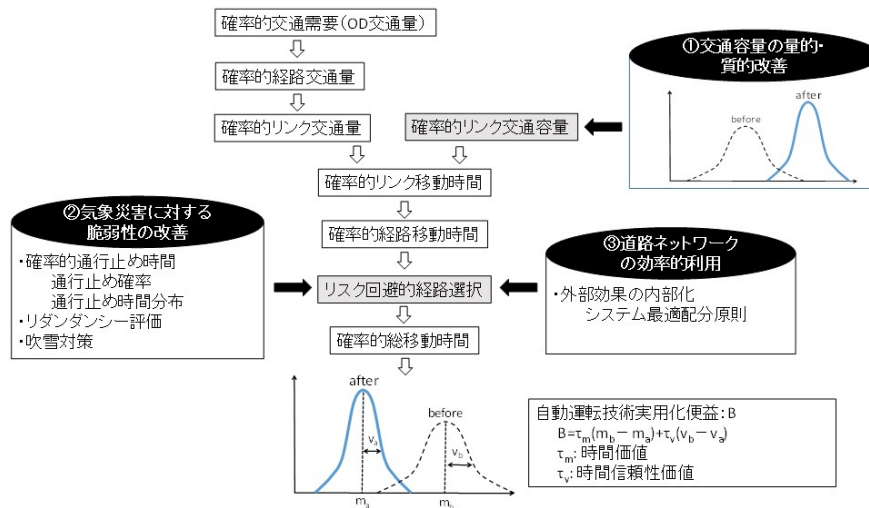 確率的交通需要（OD交通量）
確率的経路交通量
確率的リンク交通量
確率的リンク交通容量
①交通容量の量的・
質的改善
before
after
確率的リンク移動時間
確率的経路移動時間
②気象災害に対する
脆弱性の改善
・確率的通行止め時間
通行止め確率
通行止め時間分布
・リダンダンシー評価
・吹雪対策
リスク回避的経路選択
③道路ネットワーク
の効率的利用
・外部効果の内部化
システム最適配分原則
確率的総移動時間
after
before
va
vb
ma
mb
自動運転技術実用化便益：B
B=τm(mb－ma)+τv(vb－va)
τm：時間価値
τv：時間信頼性価値